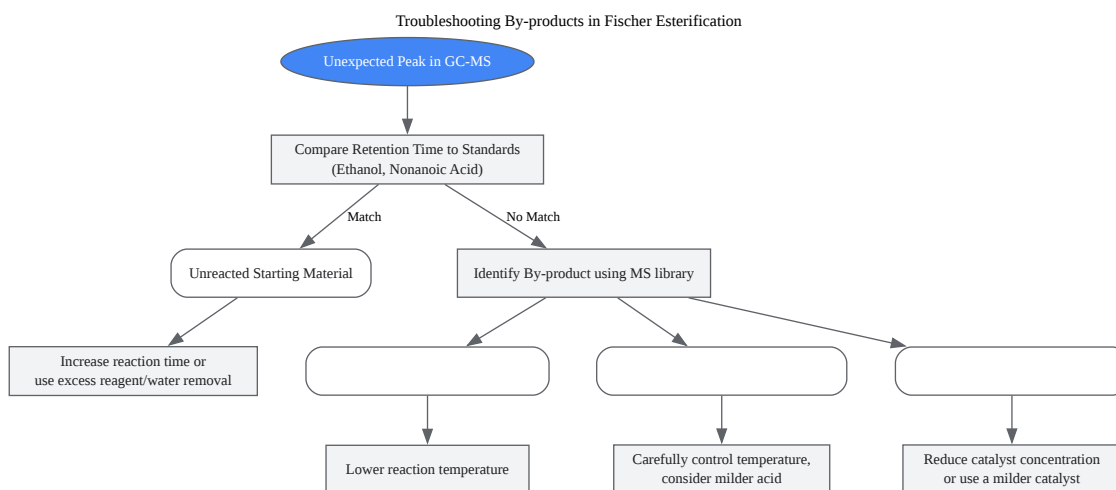 Troubleshooting By-products in Fischer Esterification
Unexpected Peak in GC-MS
Compare Retention Time to Standards
(Ethanol, Nonanoic Acid)
Match
No Match
Unreacted Starting Material
Identify By-product using MS library
Increase reaction time or
use excess reagent/water removal
Lower reaction temperature
Carefully control temperature,
consider milder acid
Reduce catalyst concentration
or use a milder catalyst